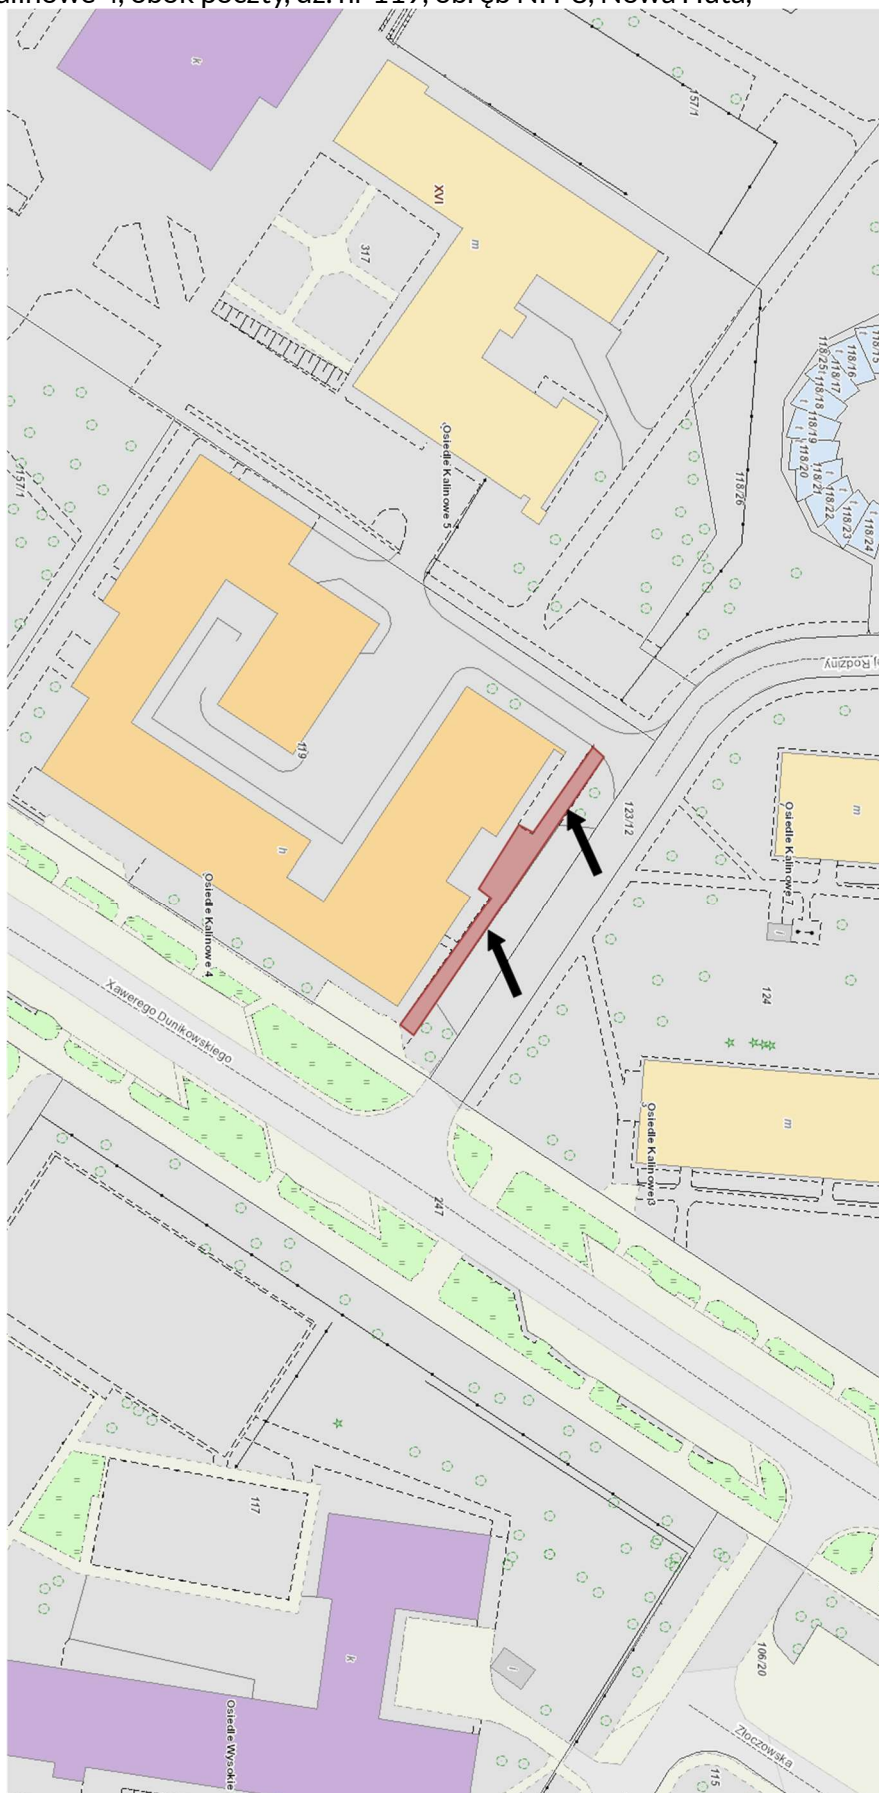 obok poczty, dz. nr 119, obręb NH-8, Nowa Huta,
k
157/1
XVI
m
317
118/15
118/16
118/17
118/25
118/18
118/19
118/20
118/21
118/22
118/23
118/24
t
Osiedle Kalinowe 5
118/26
157/1
j Rodziny
119
123/12
m
Osiedle Kalinowe 7
h
i
Osiedle Kalinowe 4
124
Xawerego Dunikowskiego
m
Osiedle Kalinowe 3
247
117
k
i
106/20
Osiedle Wysokie
Złoczowska
115